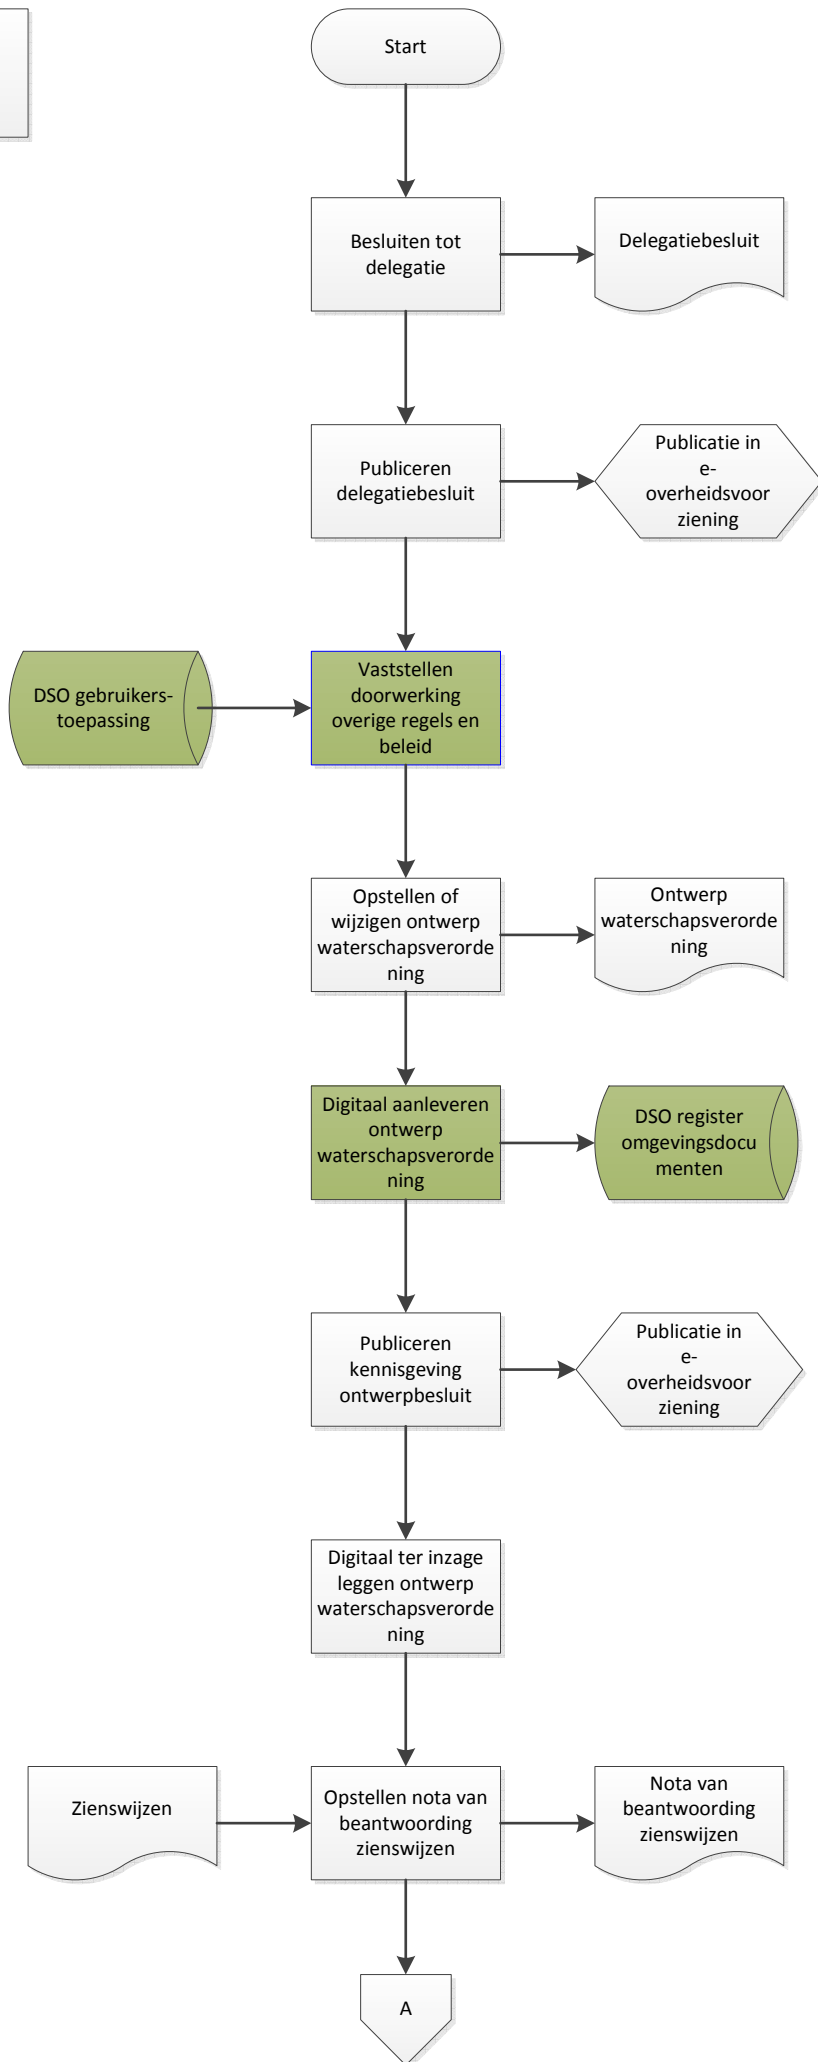 Start
Besluiten tot
delegatie
Delegatiebesluit
Publiceren
delegatiebesluit
Publicatie in
e-
overheidsvoor
ziening
DSO gebruikers-
toepassing
Vaststellen
doorwerking
overige regels en
beleid
Opstellen of
wijzigen ontwerp
waterschapsverorde
ning
Ontwerp
waterschapsverorde
ning
Digitaal aanleveren
ontwerp
waterschapsverorde
ning
DSO register
omgevingsdocu
menten
Publiceren
kennisgeving
ontwerpbesluit
Publicatie in
e-
overheidsvoor
ziening
Digitaal ter inzage
leggen ontwerp
waterschapsverorde
ning
Zienswijzen
Opstellen nota van
beantwoording
zienswijzen
Nota van
beantwoording
zienswijzen
A